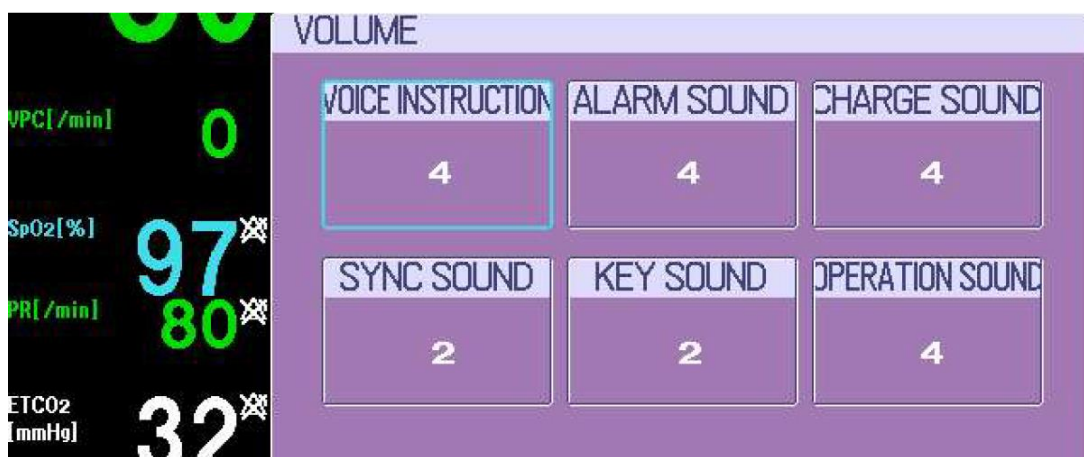 VOLUME
VPC[/min]
0
SpO2[%]
97
PR[/min]
80
ETCO2
[mmHg]
32
VOICE INSTRUCTION
4
ALARM SOUND
4
CHARGE SOUND
4
SYNC SOUND
2
KEY SOUND
2
OPERATION SOUND
4